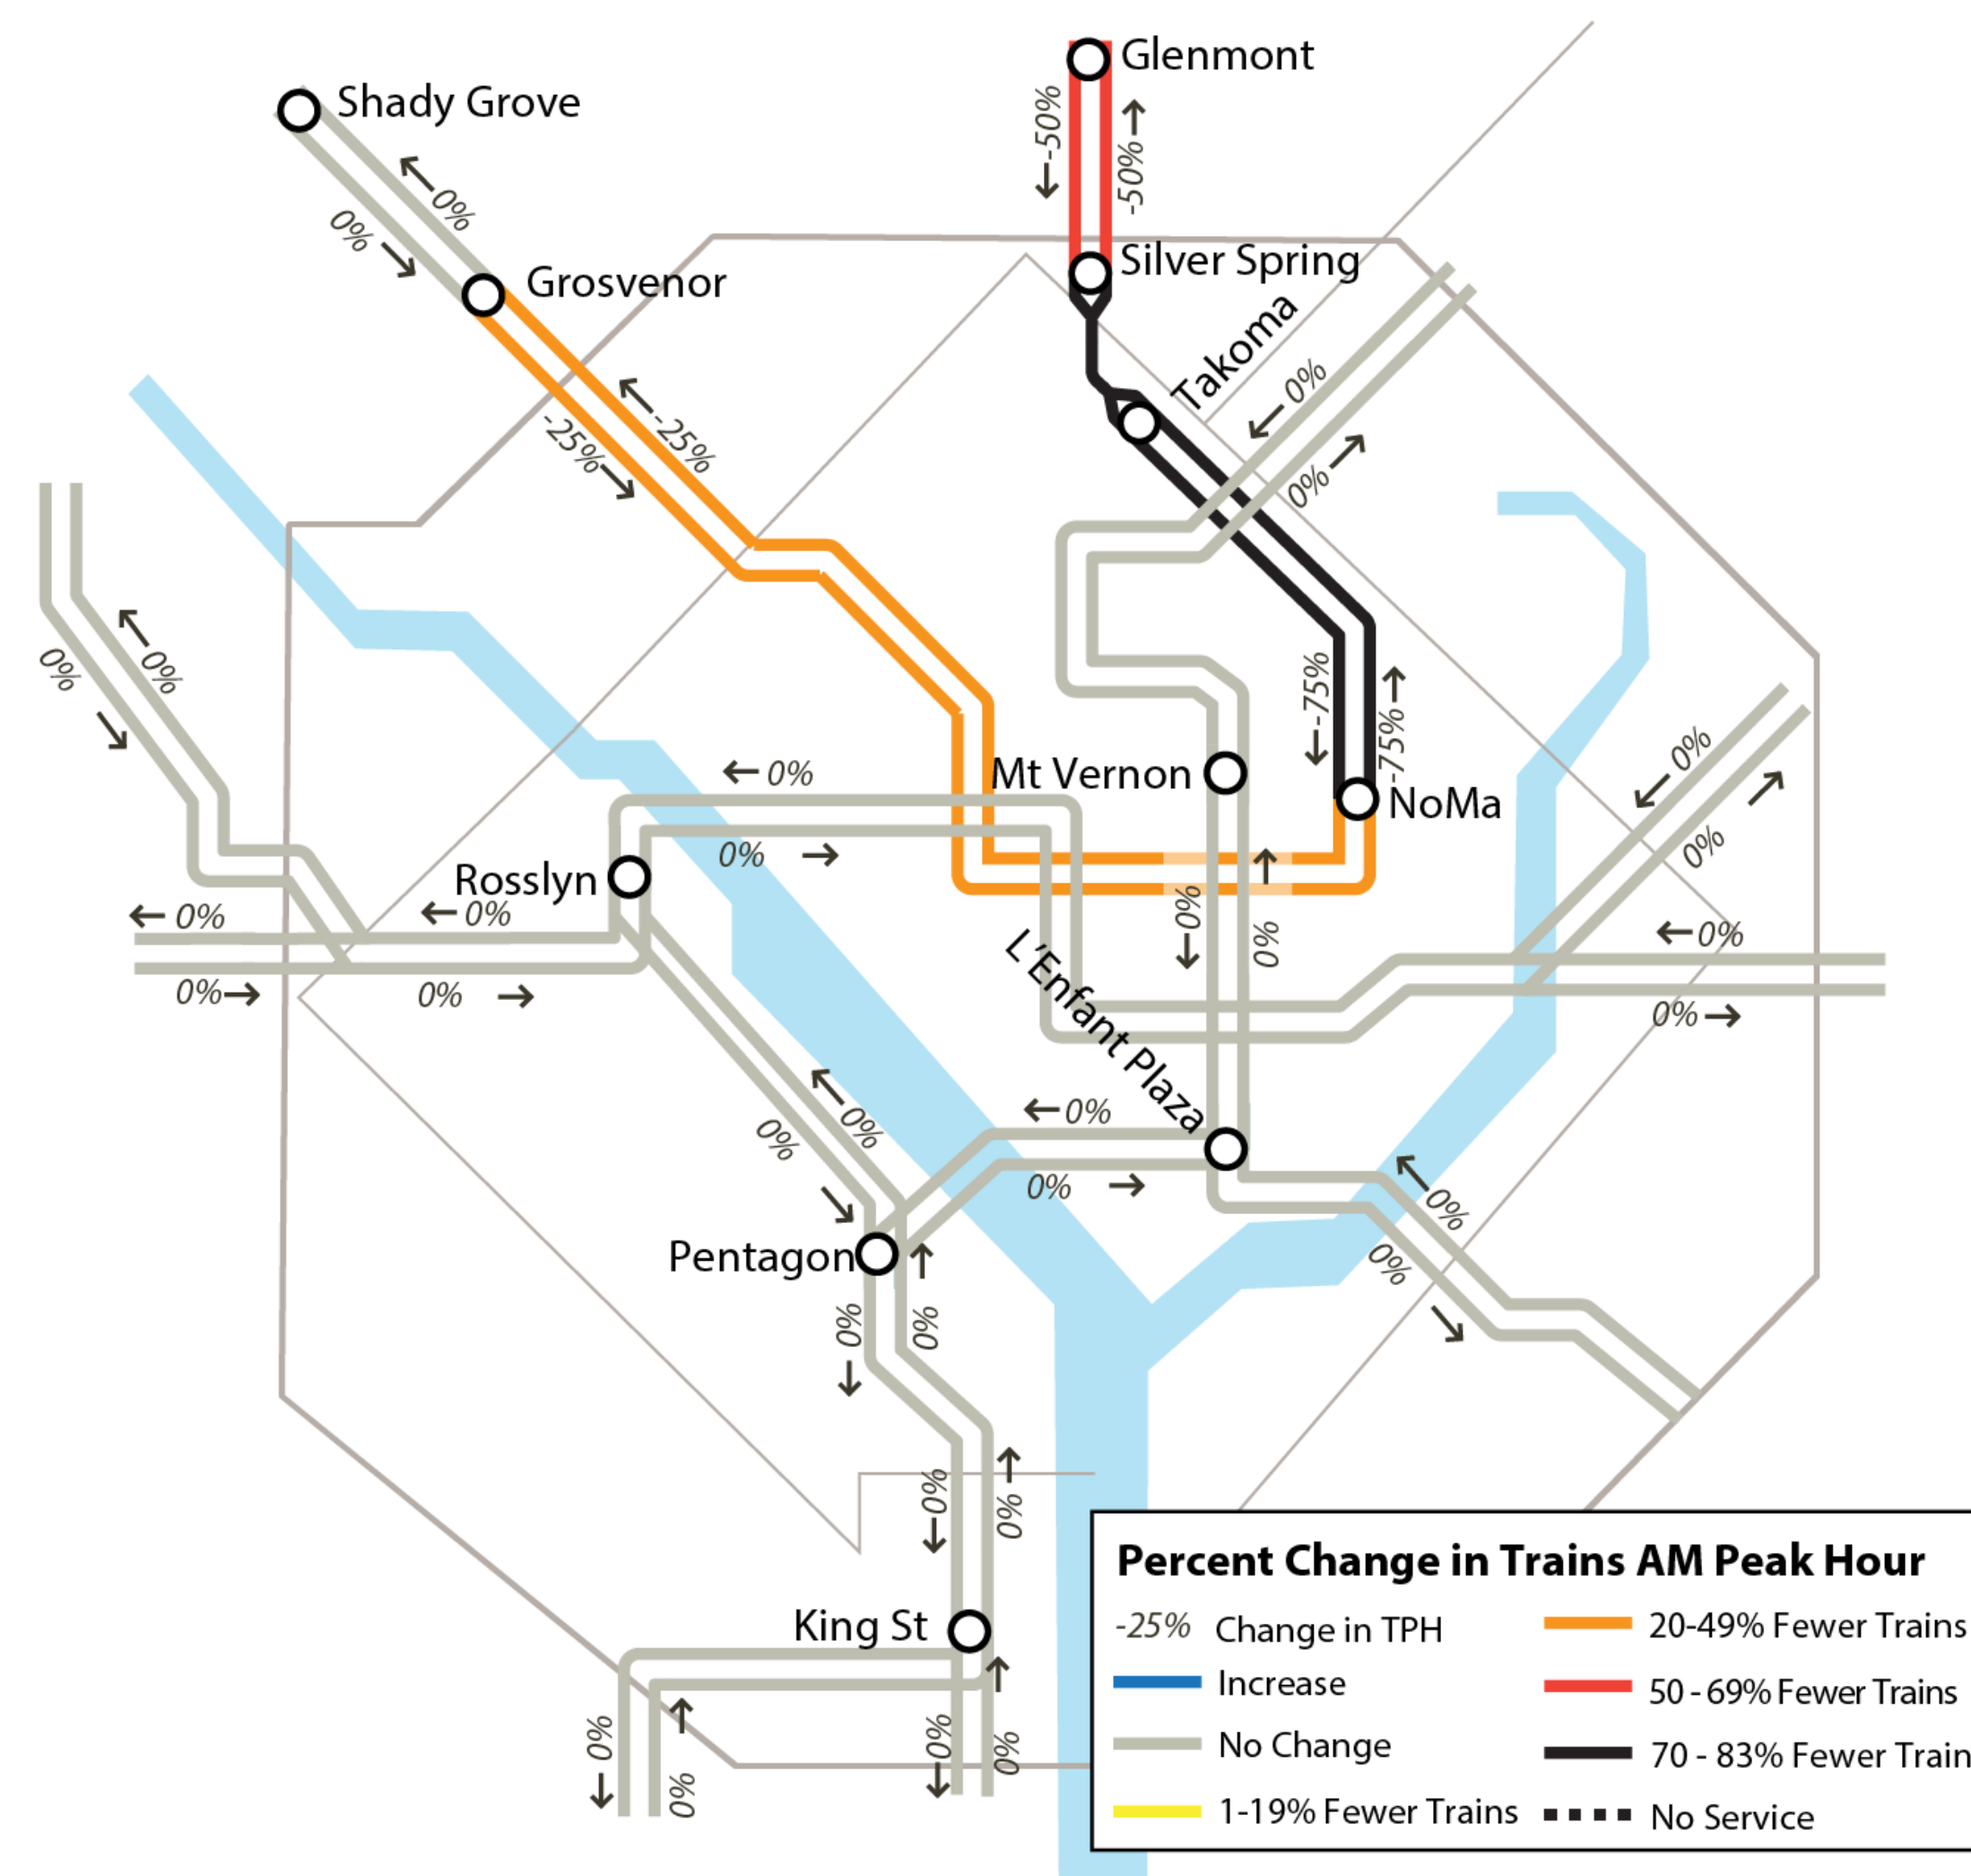 Glenmont
Shady Grove
←-50%
-50%→
←0%
0%→
Silver Spring
Grosvenor
Takoma
←0%
←-25%
-25%→
0%→
←0%
0%→
←-75%
-75%→
←0%
Mt Vernon
←0%
NoMa
0%→
0%→
Rosslyn
←0%
←0%
←0%
0%
←0%
0%→
0%→
0%→
L'Enfant Plaza
←0%
←0%
0%→
0%→
←0%
0%→
Pentagon
←0%
0%→
←0%
0%→
Percent Change in Trains AM Peak Hour
-25% Change in TPH
20-49% Fewer Trains
King St
Increase
50 - 69% Fewer Trains
No Change
70 - 83% Fewer Train
←0%
0%
←0%
0%
1-19% Fewer Trains
No Service